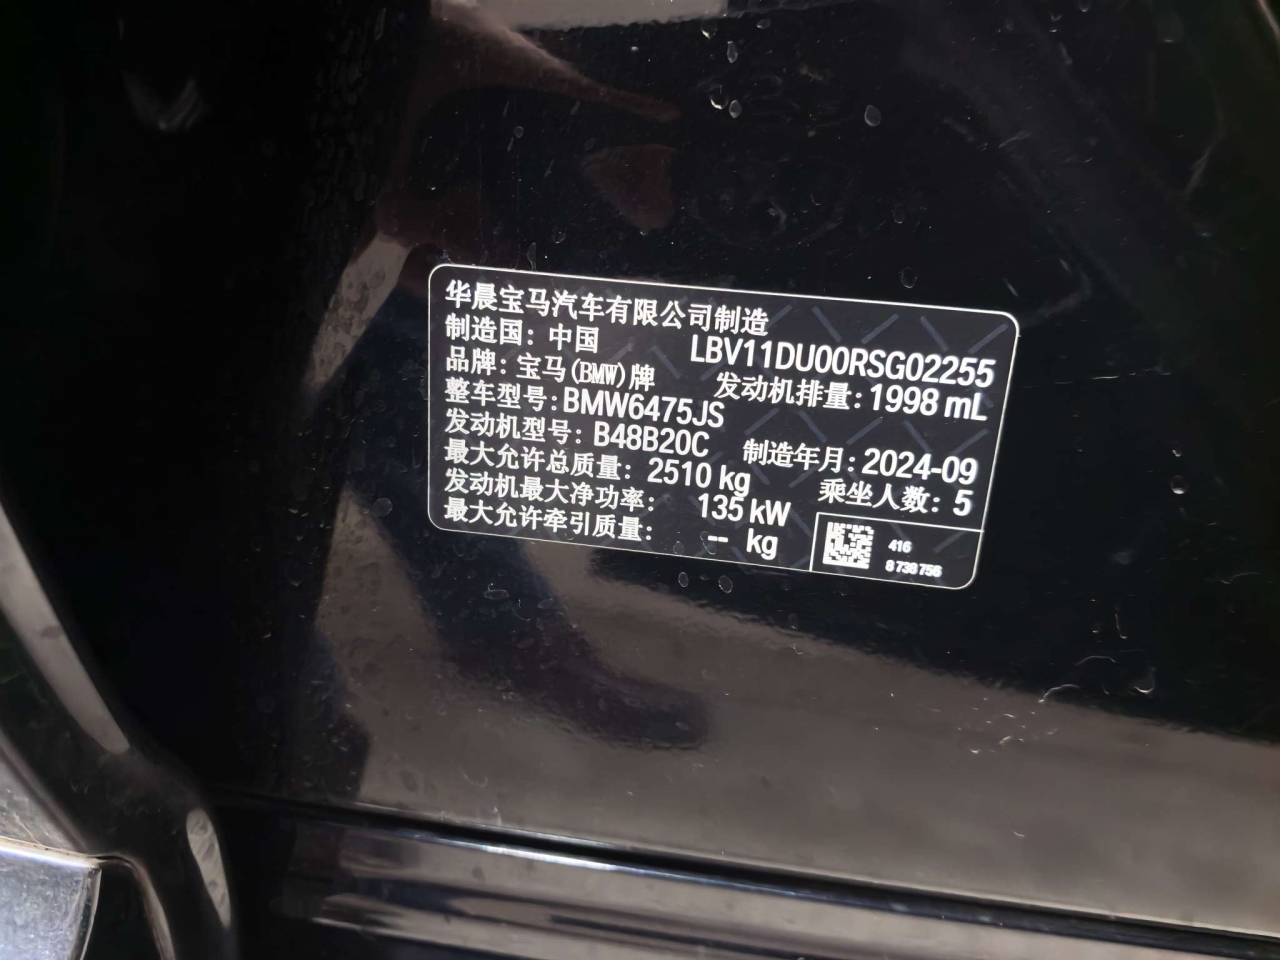 华晨宝马汽车有限公司制造
制造国：中国
LBV11DU00RSG02255
品牌：宝马(BMW)牌
发动机排量：1998 mL
整车型号：BMW6475JS
发动机型号：B48B20C
制造年月：2024-09
最大允许总质量：2510 kg
乘坐人数：5
发动机最大净功率：135 kW
最大允许牵引质量：-- kg
416
8 738 756